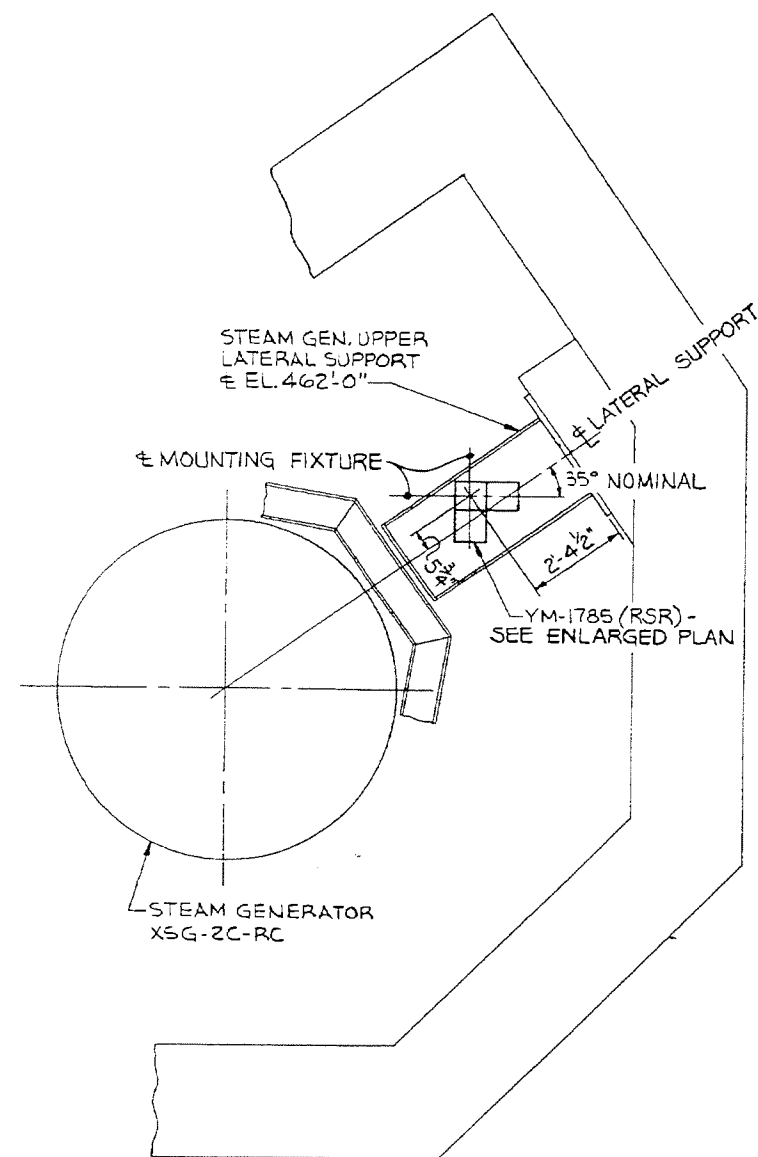 STEAM GEN. UPPER
LATERAL SUPPORT
℄ EL. 462'-0"
℄ LATERAL SUPPORT
℄ MOUNTING FIXTURE
35° NOMINAL
2'-4½"
5¾"
YM-1785 (RSR) -
SEE ENLARGED PLAN
STEAM GENERATOR
XSG-2C-RC